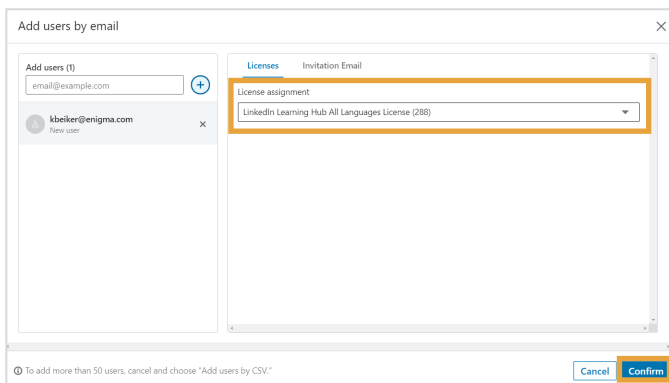 Add users by email
Add users (1)
email@example.com
kbeiker@enigma.com
New user
Licenses Invitation Email
License assignment
LinkedIn Learning Hub All Languages License (288)
To add more than 50 users, cancel and choose "Add users by CSV."
Cancel Confirm